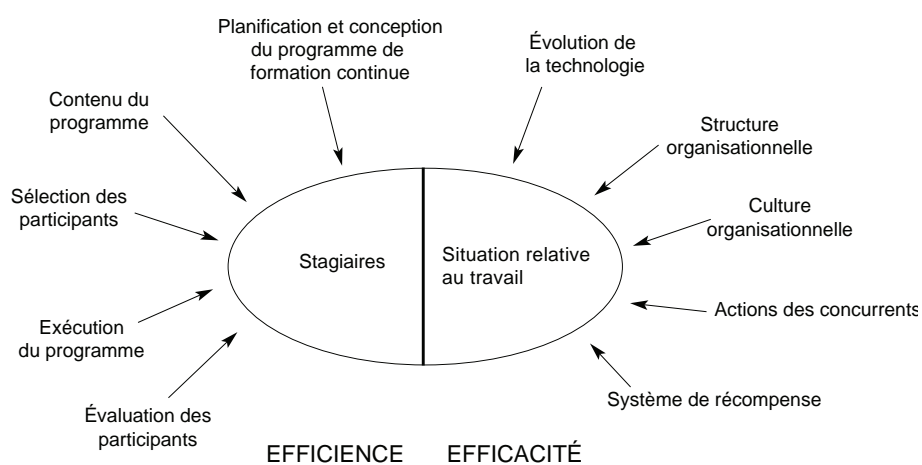 Planification et conception
du programme de
formation continue
Évolution de
la technologie
Contenu du
programme
Structure
organisationnelle
Sélection des
participants
Culture
organisationnelle
Stagiaires
Situation relative
au travail
Exécution
du programme
Actions des concurrents
Évaluation des
participants
Système de récompense
EFFICIENCE
EFFICACITÉ